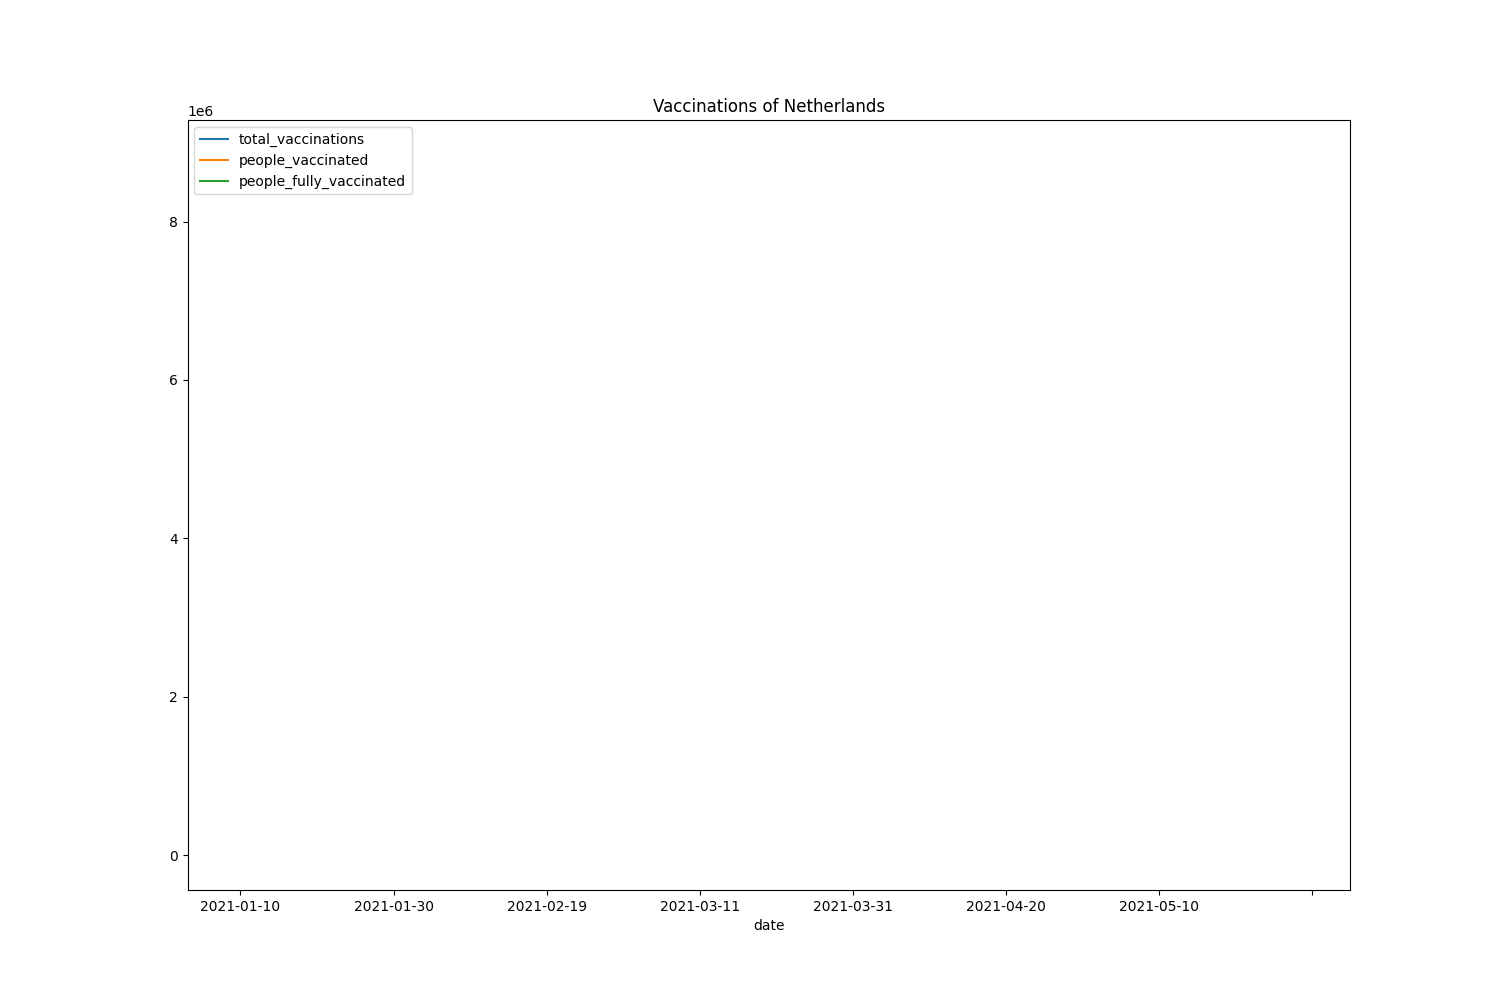 Vaccinations of Netherlands
1e6
total_vaccinations
people_vaccinated
people_fully_vaccinated
8
6
4
2
0
2021-01-10
2021-01-30
2021-02-19
2021-03-11
2021-03-31
2021-04-20
2021-05-10
date